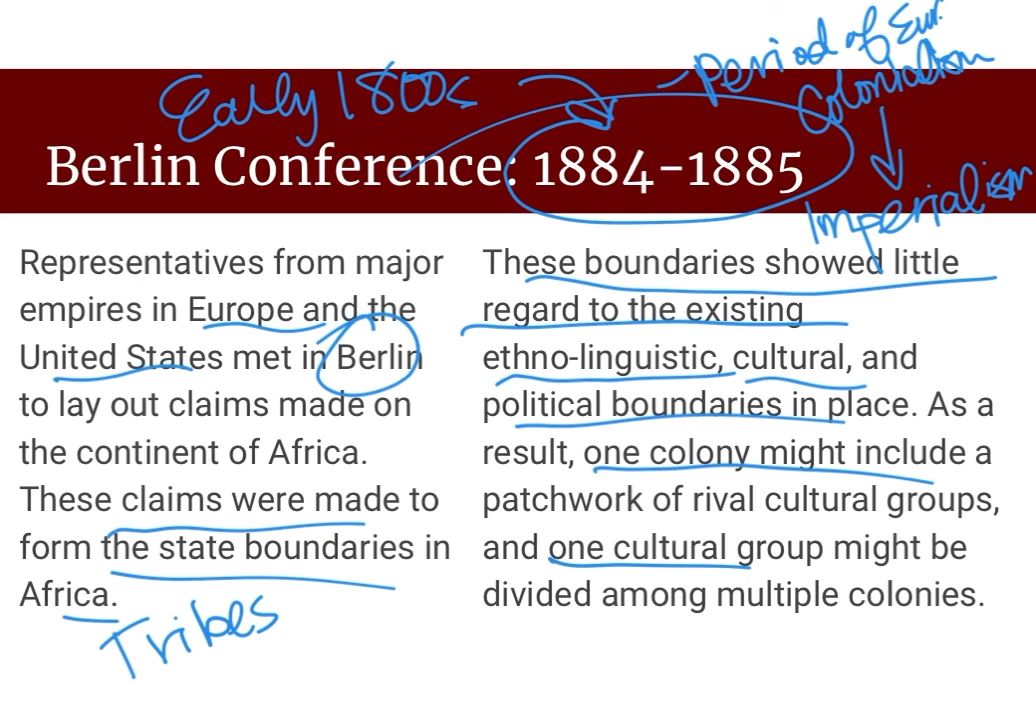 Early 1800s
Period of Eur.
Colonialism
Imperialism
Berlin Conference: 1884-1885
Representatives from major
empires in Europe and the
United States met in Berlin
to lay out claims made on
the continent of Africa.
These claims were made to
form the state boundaries in
Africa.
Tribes
These boundaries showed little
regard to the existing
ethno-linguistic, cultural, and
political boundaries in place. As a
result, one colony might include a
patchwork of rival cultural groups,
and one cultural group might be
divided among multiple colonies.